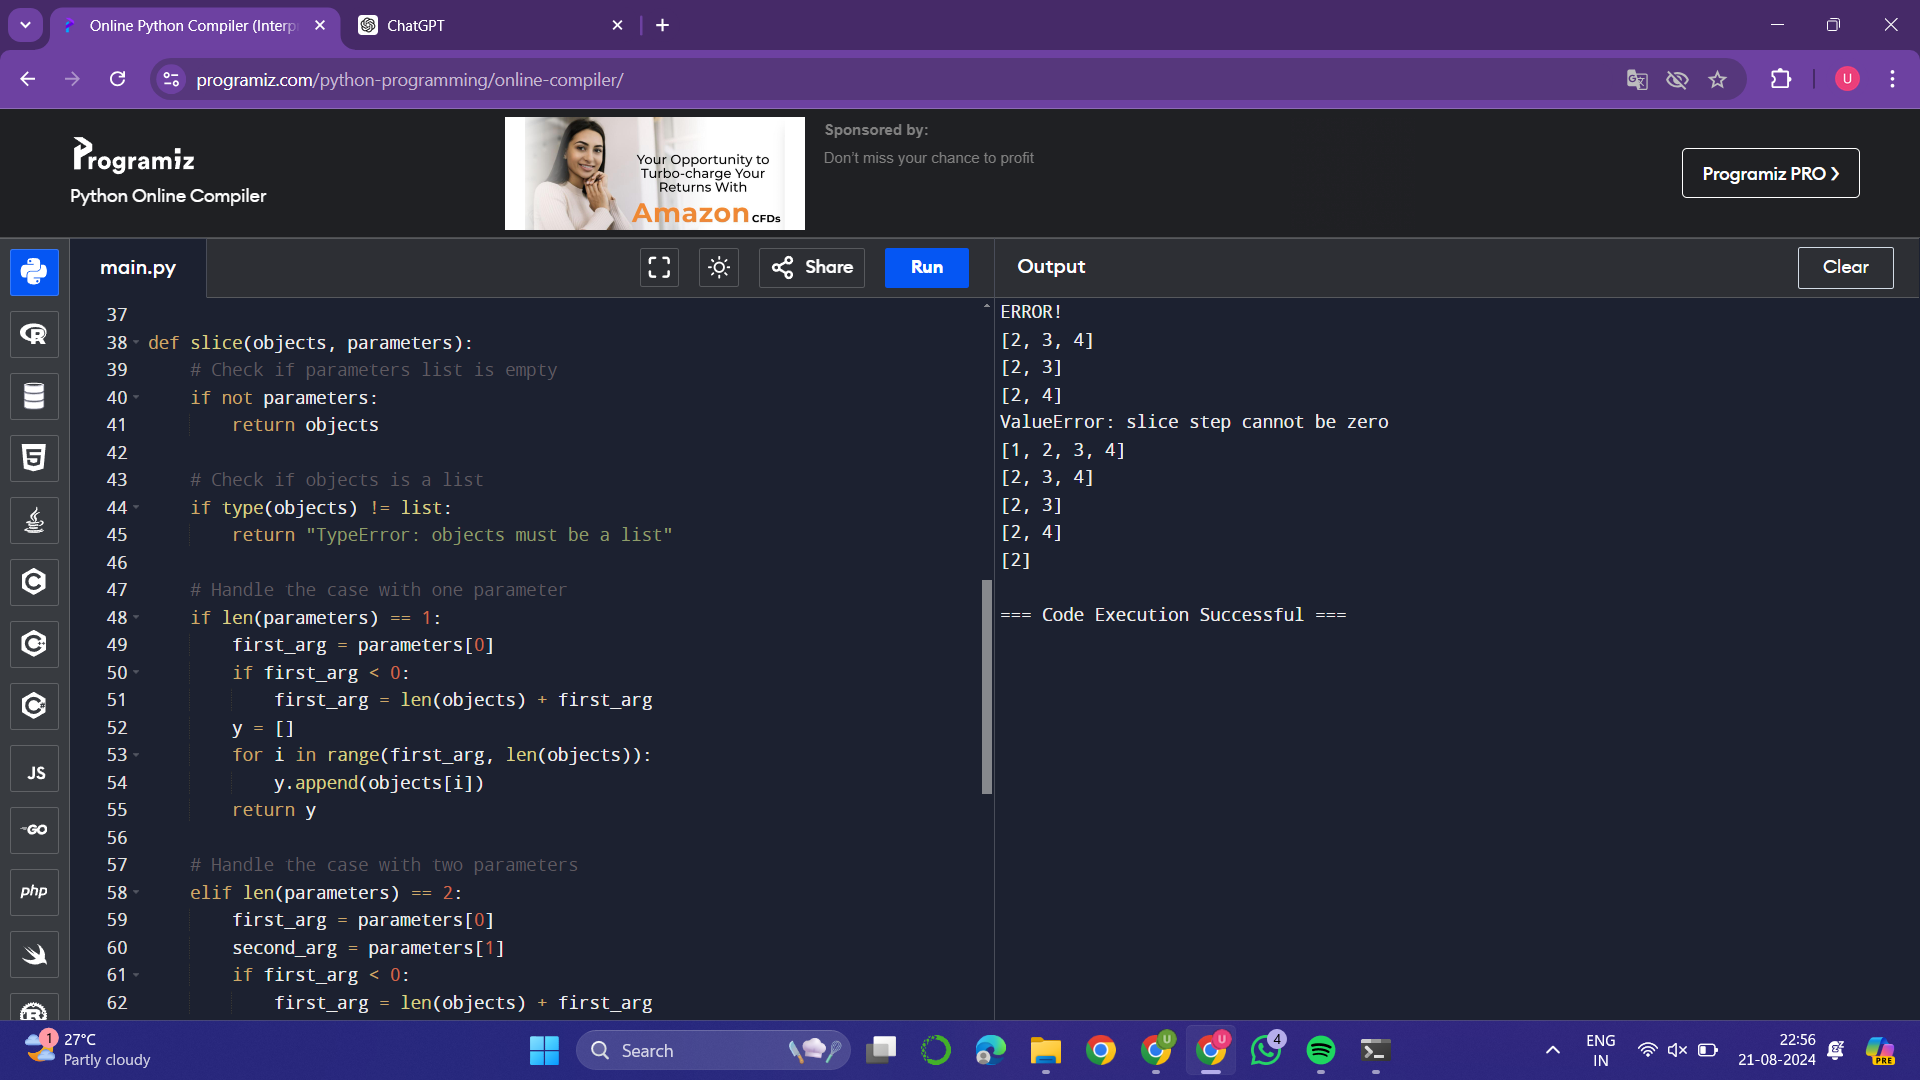 Online Python Compiler (Interp
ChatGPT
programiz.com/python-programming/online-compiler/
U
Programiz
Python Online Compiler
Your Opportunity to
Turbo-charge Your
Returns With
Amazon CFDs
Sponsored by:
Don't miss your chance to profit
Programiz PRO
main.py
Share
Run
Output
Clear
37
38 def slice(objects, parameters):
39 # Check if parameters list is empty
40 if not parameters:
41 return objects
42
43 # Check if objects is a list
44 if type(objects) != list:
45 return "TypeError: objects must be a list"
46
47 # Handle the case with one parameter
48 if len(parameters) == 1:
49 first_arg = parameters[0]
50 if first_arg < 0:
51 first_arg = len(objects) + first_arg
52 y = []
53 for i in range(first_arg, len(objects)):
54 y.append(objects[i])
55 return y
56
57 # Handle the case with two parameters
58 elif len(parameters) == 2:
59 first_arg = parameters[0]
60 second_arg = parameters[1]
61 if first_arg < 0:
62 first_arg = len(objects) + first_arg
ERROR!
[2, 3, 4]
[2, 3]
[2, 4]
ValueError: slice step cannot be zero
[1, 2, 3, 4]
[2, 3, 4]
[2, 3]
[2, 4]
[2]
=== Code Execution Successful ===
R
5
C
C
C
JS
GO
php
R
1
27°C
Partly cloudy
Search
U
U
4
ENG
IN
22:56
21-08-2024
PRE